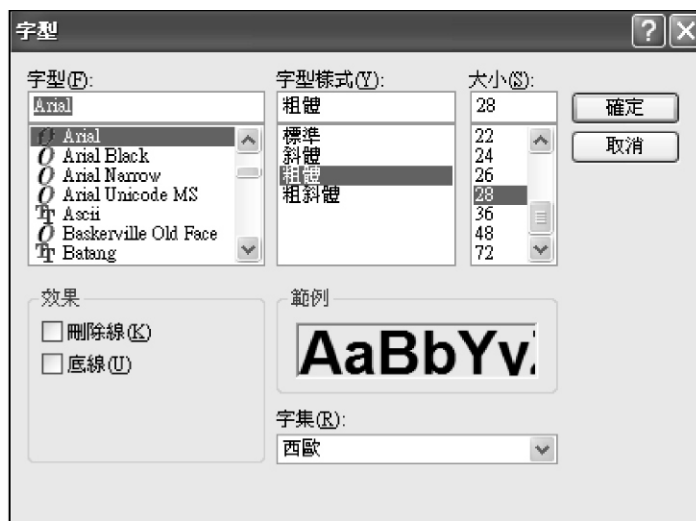 字型
字型(F):
Arial
Arial
Arial Black
Arial Narrow
Arial Unicode MS
Ascii
Baskerville Old Face
Batang
字型樣式(Y):
粗體
標準
斜體
粗體
粗斜體
大小(S):
28
22
24
26
28
36
48
72
確定
取消
效果
刪除線(K)
底線(U)
範例
AaBbYv
字集(R):
西歐